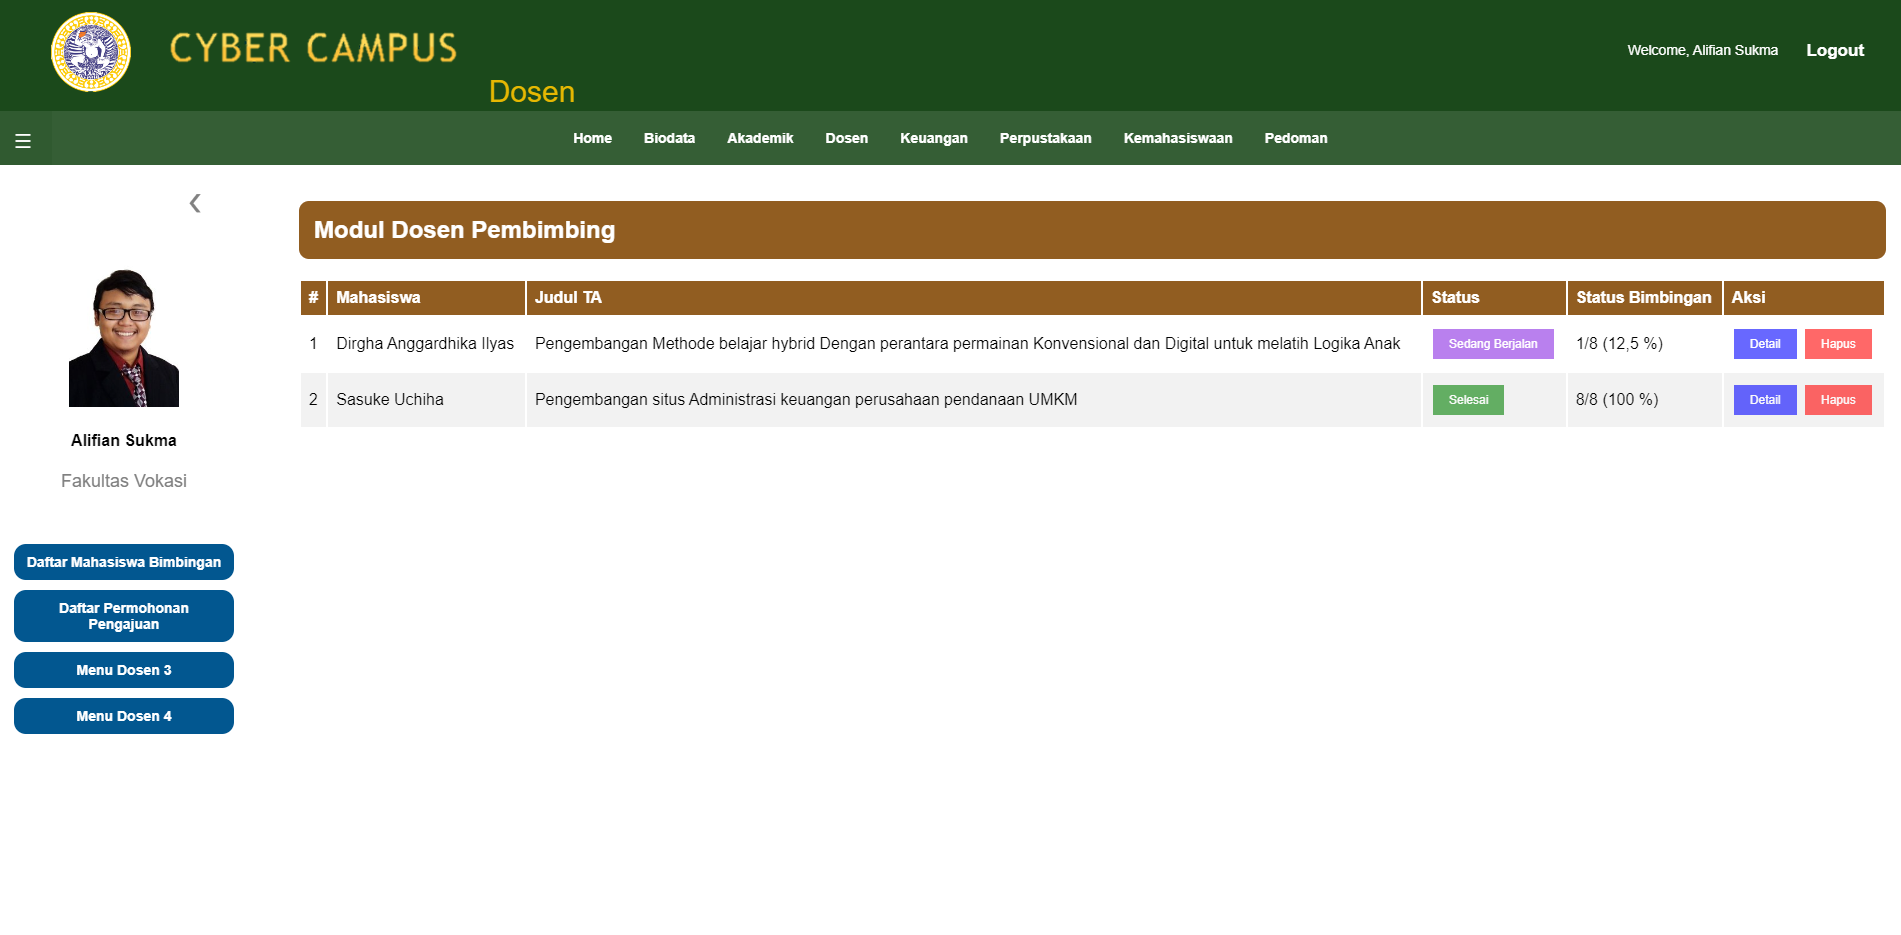 CYBER CAMPUS
Dosen
Welcome, Alifian Sukma Logout
Home Biodata Akademik Dosen Keuangan Perpustakaan Kemahasiswaan Pedoman
Alifian Sukma
Fakultas Vokasi
Daftar Mahasiswa Bimbingan
Daftar Permohonan
Pengajuan
Menu Dosen 3
Menu Dosen 4
Modul Dosen Pembimbing
# Mahasiswa Judul TA Status Status Bimbingan Aksi
1 Dirgha Anggardhika Ilyas Pengembangan Methode belajar hybrid Dengan perantara permainan Konvensional dan Digital untuk melatih Logika Anak Sedang Berjalan 1/8 (12,5 %) Detail Hapus
2 Sasuke Uchiha Pengembangan situs Administrasi keuangan perusahaan pendanaan UMKM Selesai 8/8 (100 %) Detail Hapus